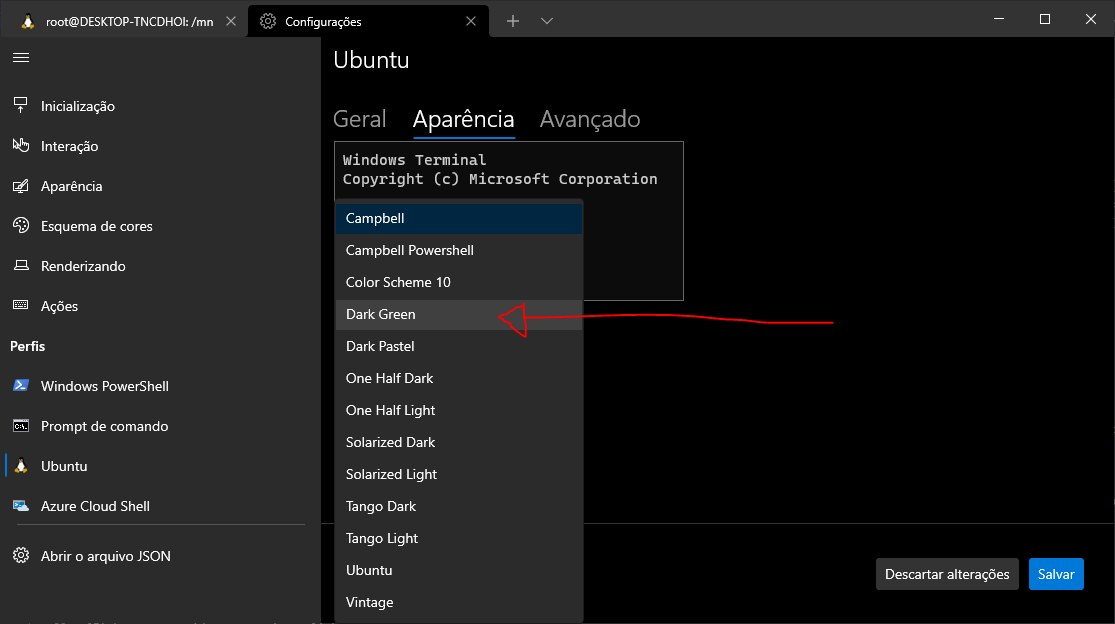 root@DESKTOP-TNCDHOI: /mn
Configurações
Ubuntu
Inicialização
Interação
Aparência
Esquema de cores
Renderizando
Ações
Perfis
Windows PowerShell
Prompt de comando
Ubuntu
Azure Cloud Shell
Abrir o arquivo JSON
Geral Aparência Avançado
Windows Terminal
Copyright (c) Microsoft Corporation
Campbell
Campbell Powershell
Color Scheme 10
Dark Green
Dark Pastel
One Half Dark
One Half Light
Solarized Dark
Solarized Light
Tango Dark
Tango Light
Ubuntu
Vintage
Descartar alterações
Salvar